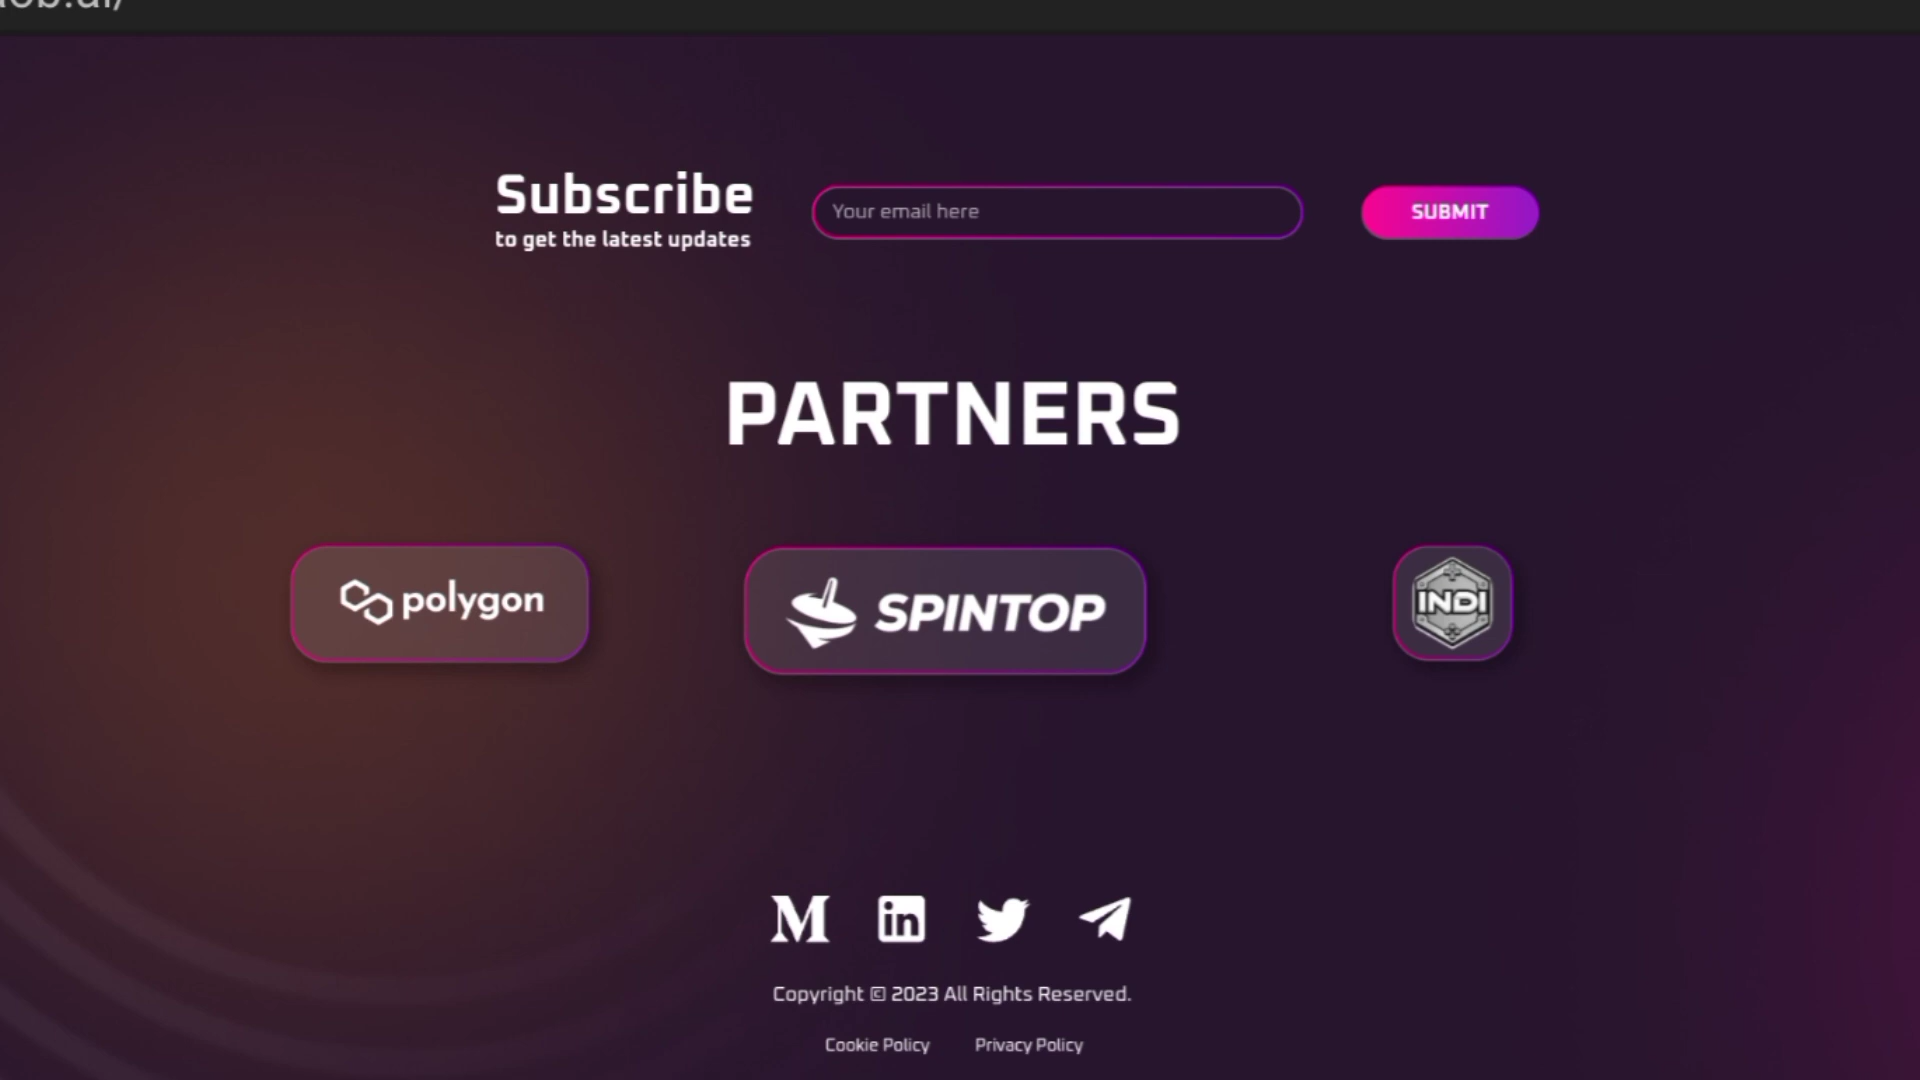 Subscribe
to get the latest updates
Your email here
SUBMIT
PARTNERS
polygon
SPINTOP
INDI
M in
Copyright © 2023 All Rights Reserved.
Cookie Policy Privacy Policy